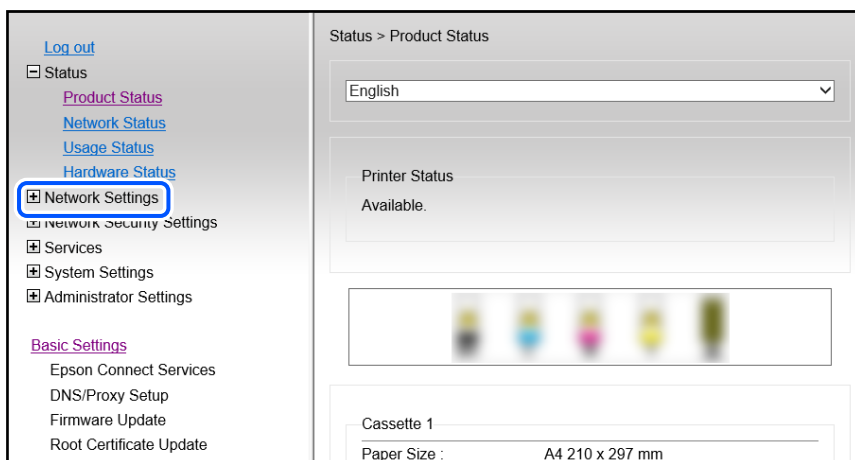 Log out
Status
Product Status
Network Status
Usage Status
Hardware Status
Network Settings
Network Security Settings
Services
System Settings
Administrator Settings
Basic Settings
Epson Connect Services
DNS/Proxy Setup
Firmware Update
Root Certificate Update
Status > Product Status
English
Printer Status
Available.
Cassette 1
Paper Size : A4 210 x 297 mm